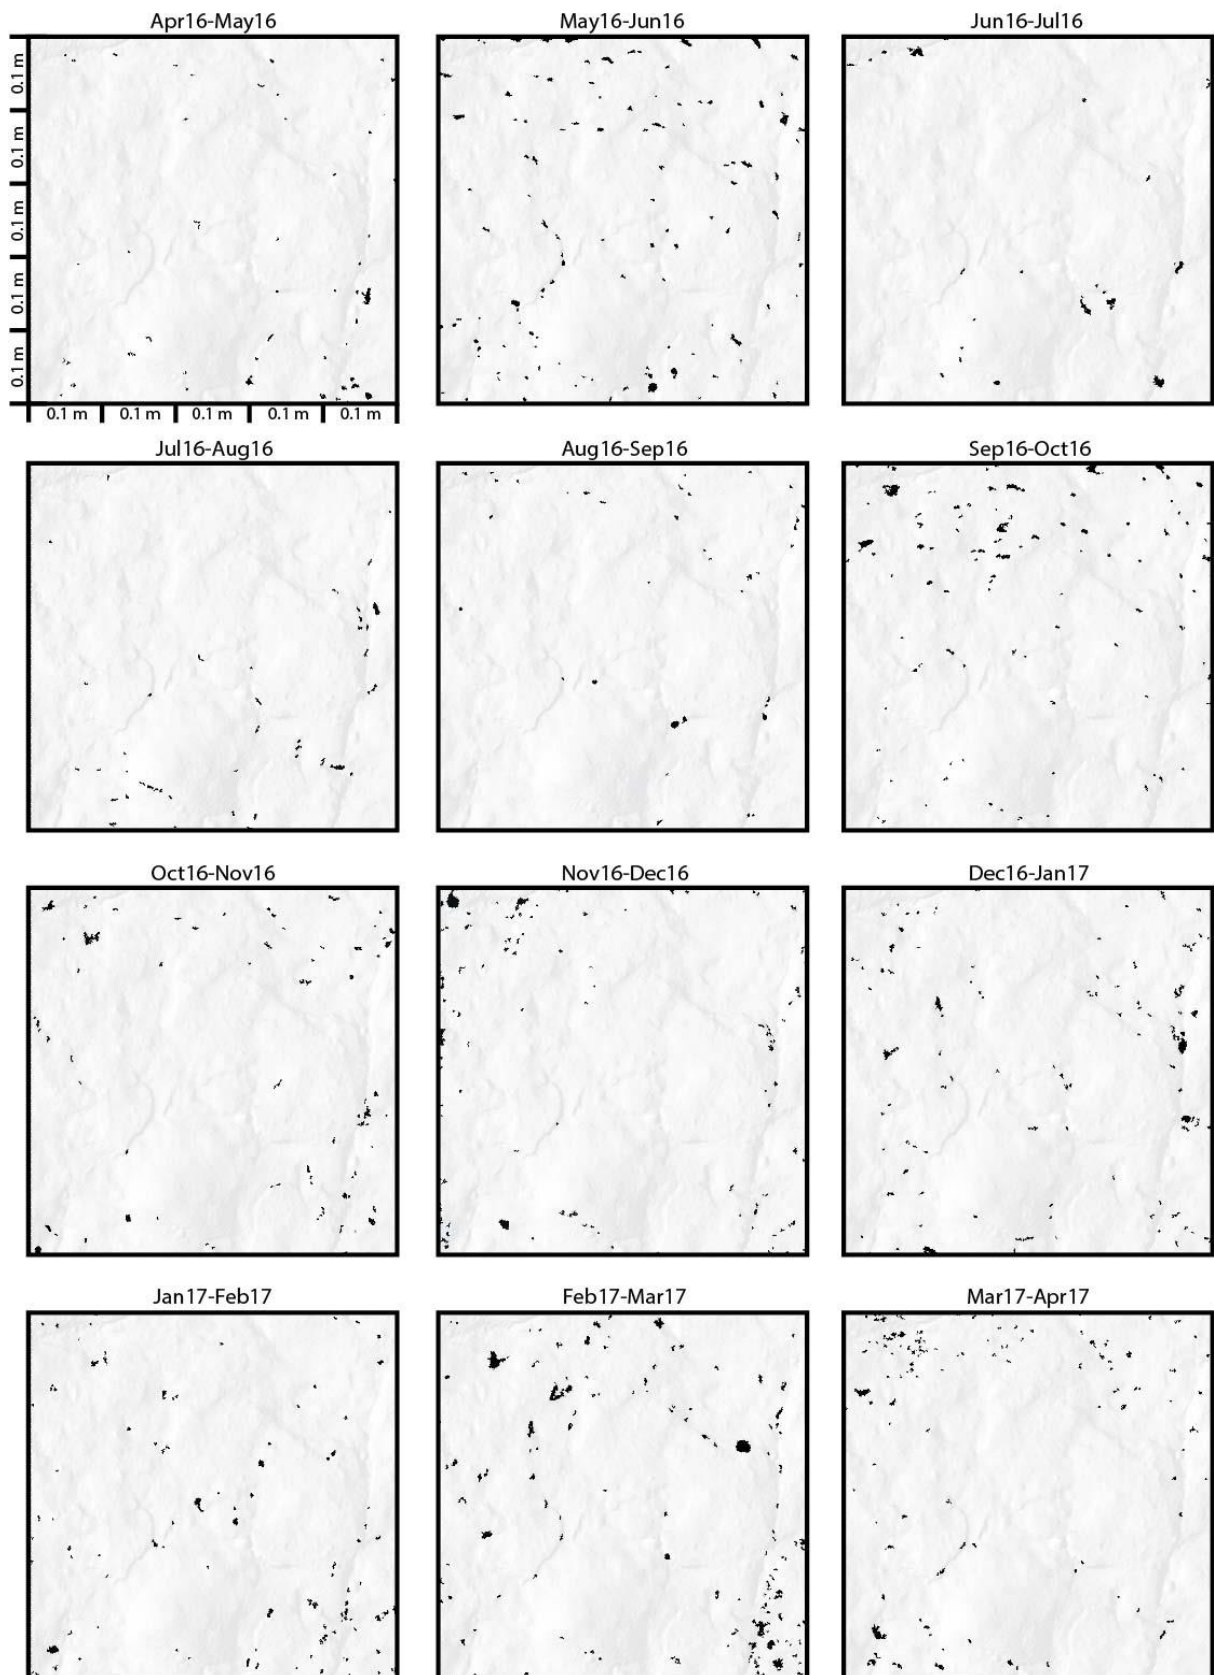 Apr16-May16 May16-Jun16 Jun16-Jul16
0.1 m
0.1 m
0.1 m
0.1 m
0.1 m
0.1 m 0.1 m 0.1 m 0.1 m 0.1 m
Jul16-Aug16 Aug16-Sep16 Sep16-Oct16
Oct16-Nov16 Nov16-Dec16 Dec16-Jan17
Jan17-Feb17 Feb17-Mar17 Mar17-Apr17